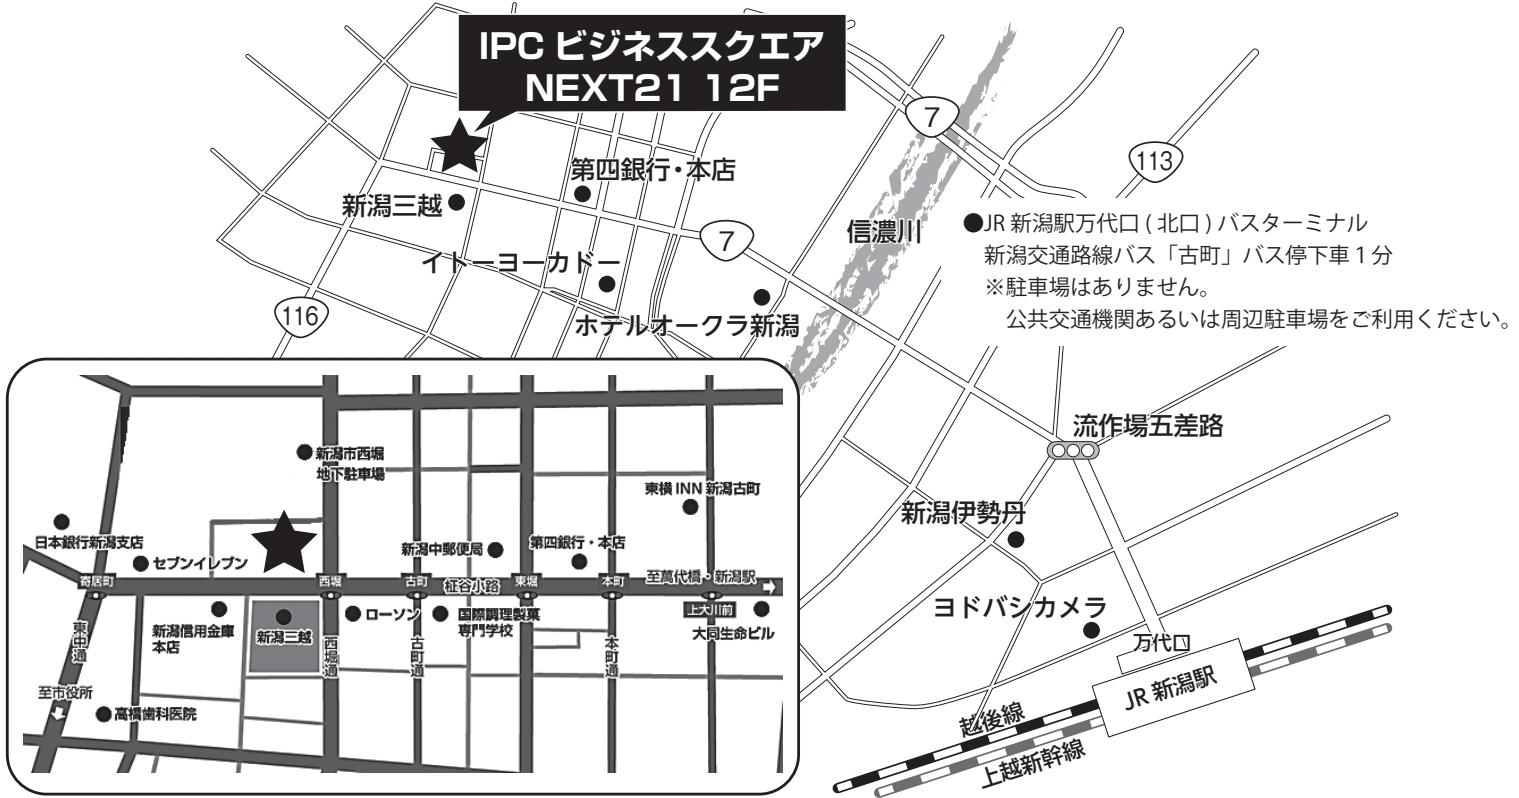 IPC ビジネススクエア
NEXT21 12F
7
113
第四銀行・本店
新潟三越
7
信濃川
●JR 新潟駅万代口 ( 北口 ) バスターミナル
新潟交通路線バス「古町」バス停下車 1 分
※駐車場はありません。
公共交通機関あるいは周辺駐車場をご利用ください。
イトーヨーカドー
116
ホテルオークラ新潟
流作場五差路
新潟伊勢丹
ヨドバシカメラ
万代口
JR 新潟駅
越後線
上越新幹線
新潟市西堀
地下駐車場
東横 INN 新潟古町
日本銀行新潟支店
セブンイレブン
新潟中郵便局
第四銀行・本店
寄居町
西堀
古町
柾谷小路
東堀
本町
至萬代橋・新潟駅
上大川前
東中通
新潟信用金庫
本店
新潟三越
西堀通
ローソン
古町通
国際調理製菓
専門学校
本町通
大同生命ビル
至市役所
高橋歯科医院